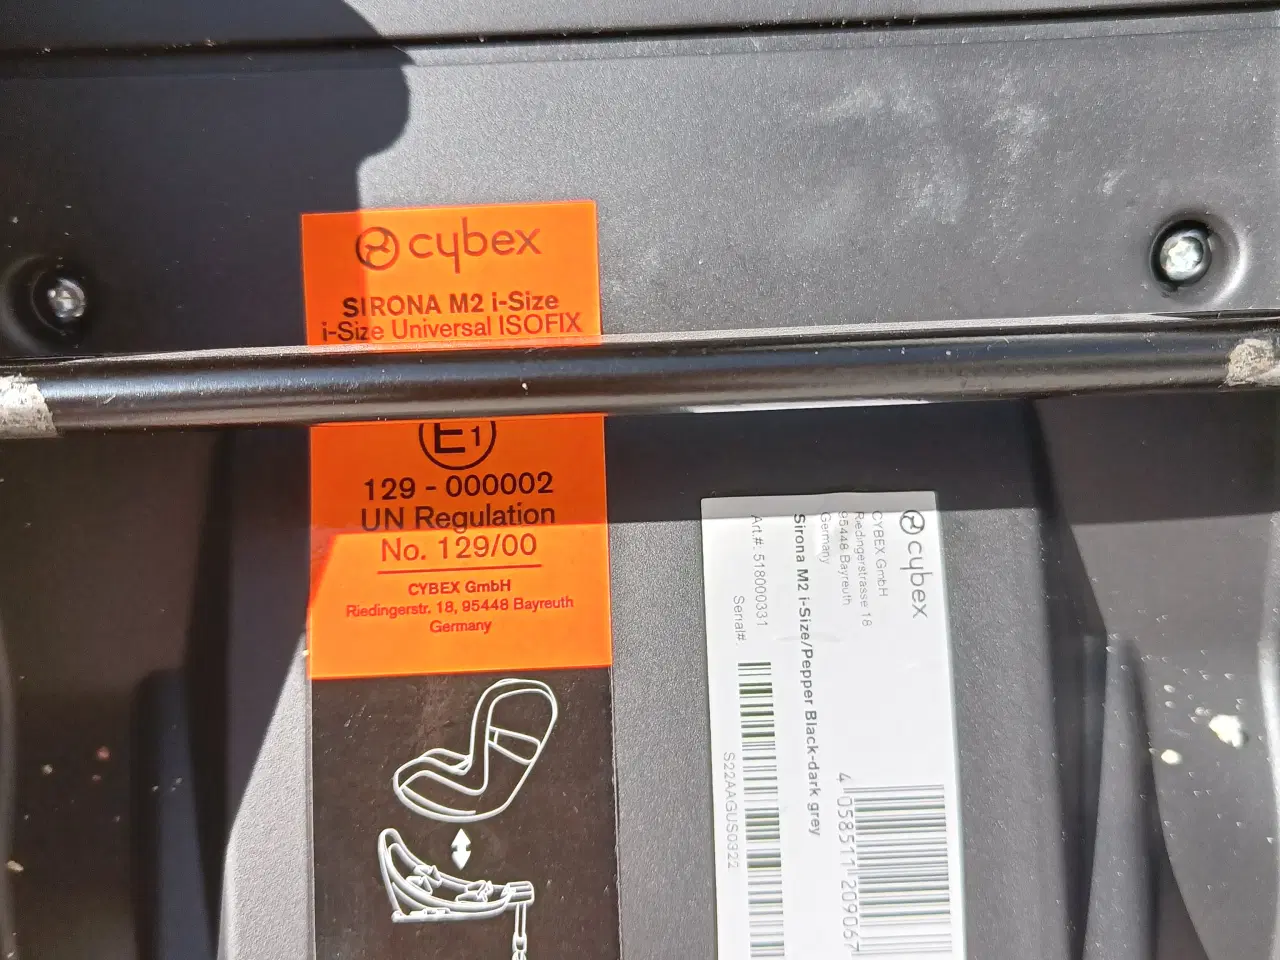 cybex
SIRONA M2 i-Size
i-Size Universal ISOFIX
E1
129 - 000002
UN Regulation
No. 129/00
CYBEX GmbH
Riedingerstr. 18, 95448 Bayreuth
Germany
cybex
CYBEX GmbH
Riedingerstrasse 18
95448 Bayreuth
Germany
Sirona M2 i-Size/Pepper Black-dark grey
Art.#: 518000331
Serial#:
S22AAGUS0322
4 058511 209067